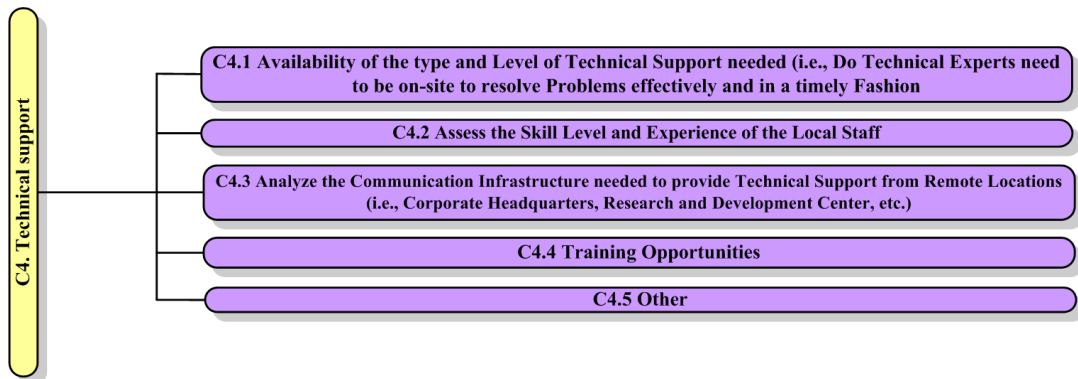 C4. Technical support
C4.1 Availability of the type and Level of Technical Support needed (i.e., Do Technical Experts need
to be on-site to resolve Problems effectively and in a timely Fashion
C4.2 Assess the Skill Level and Experience of the Local Staff
C4.3 Analyze the Communication Infrastructure needed to provide Technical Support from Remote Locations
(i.e., Corporate Headquarters, Research and Development Center, etc.)
C4.4 Training Opportunities
C4.5 Other